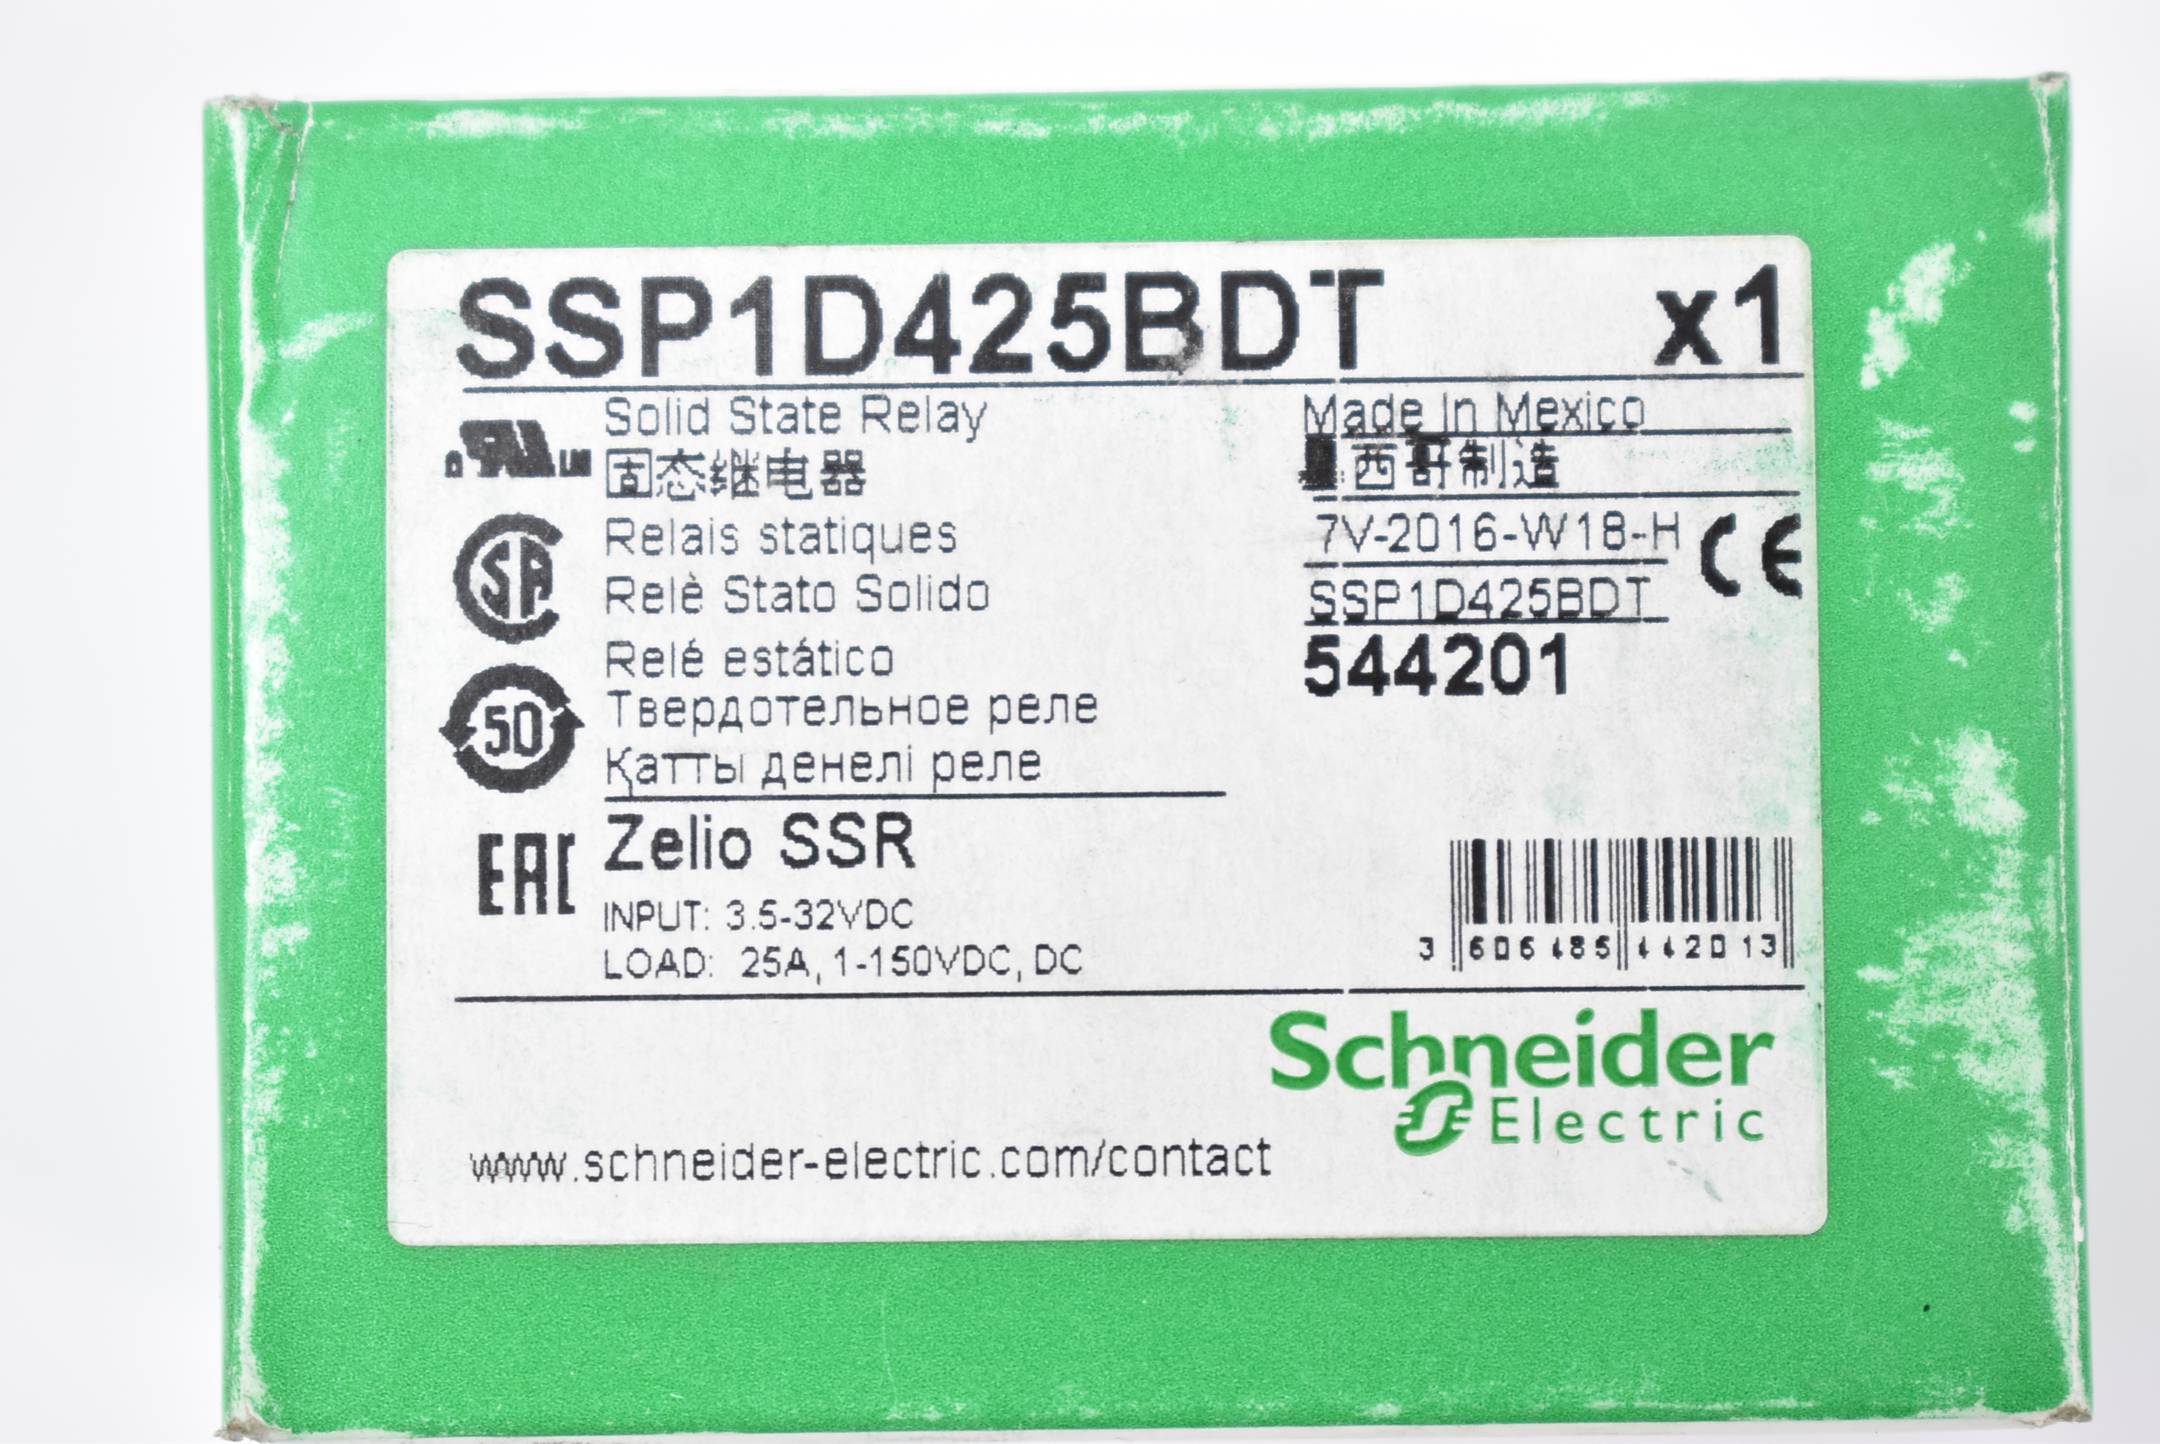 SSP1D425BDT x1
Solid State Relay
固态继电器
Relais statiques
Relè Stato Solido
Relé estático
Твердотельное реле
Қатты денелі реле
Made In Mexico
西哥制造
7V-2016-W18-H
CE
SSP1D425BDT
544201
SA
50
EAC
Zelio SSR
INPUT: 3.5-32VDC
LOAD: 25A, 1-150VDC, DC
3 606485 442013
Schneider
Electric
www.schneider-electric.com/contact